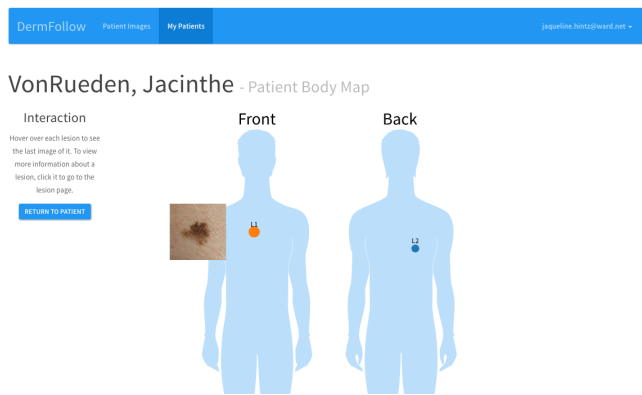 DermFollow Patient Images My Patients jaqueline.hintz@ward.net
VonRueden, Jacinthe - Patient Body Map
Interaction
Hover over each lesion to see
the last image of it. To view
more information about a
lesion, click it to go to the
lesion page.
RETURN TO PATIENT
Front
Back
L1
L2